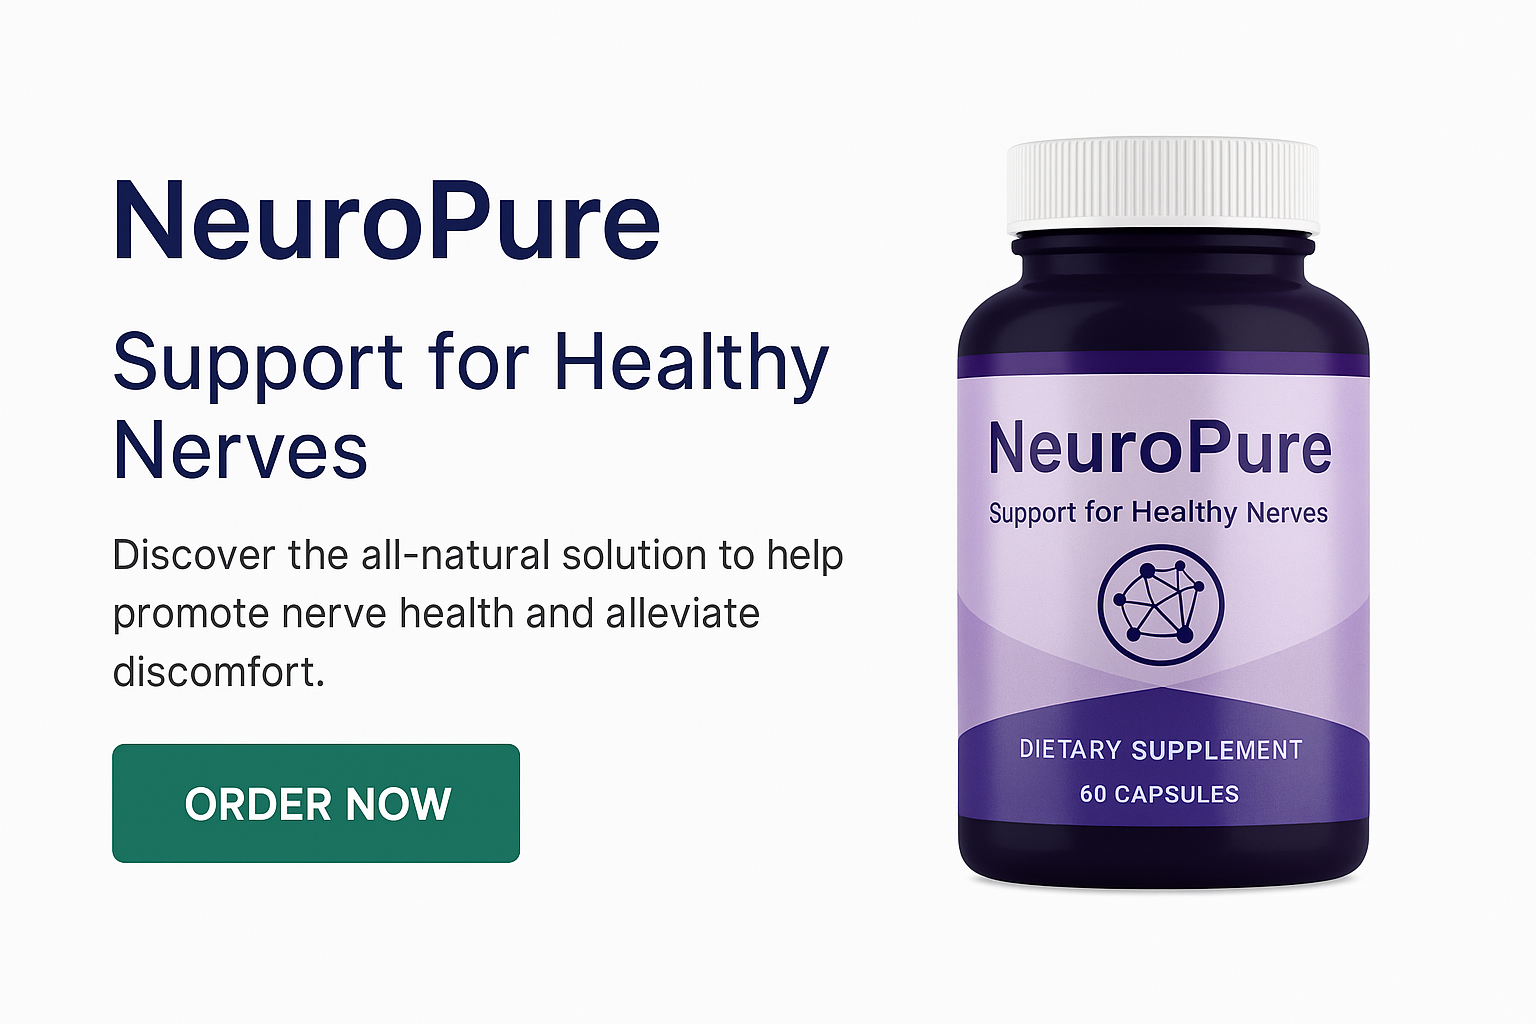 NeuroPure
Support for Healthy
Nerves
Discover the all-natural solution to help
promote nerve health and alleviate
discomfort.
ORDER NOW
NeuroPure
Support for Healthy Nerves
DIETARY SUPPLEMENT
60 CAPSULES